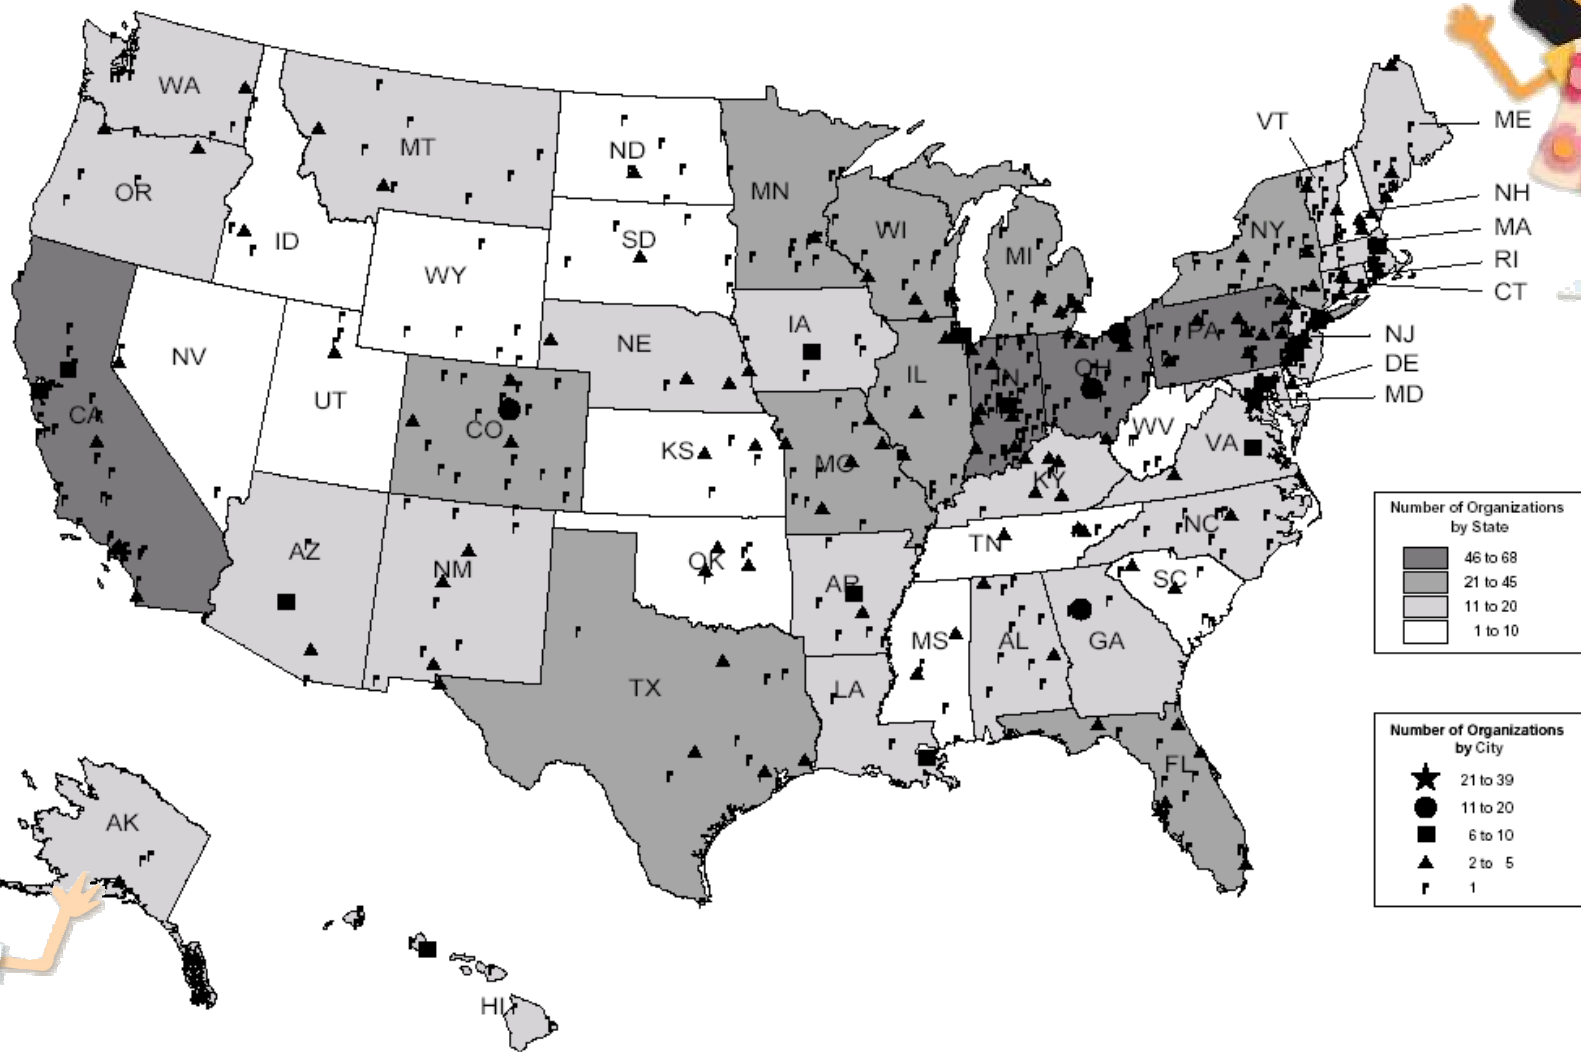 WA
MT
ND
MN
OR
ID
WY
SD
WI
MI
VT
ME
NH
MA
RI
CT
NY
NJ
DE
MD
PA
NV
UT
CO
NE
IA
IL
IN
OH
WV
VA
CA
KS
MO
KY
AZ
NM
OK
TN
NC
AR
SC
TX
MS
AL
GA
LA
FL
AK
HI
Number of Organizations
by State
46 to 68
21 to 45
11 to 20
1 to 10
Number of Organizations
by City
21 to 39
11 to 20
6 to 10
2 to 5
1